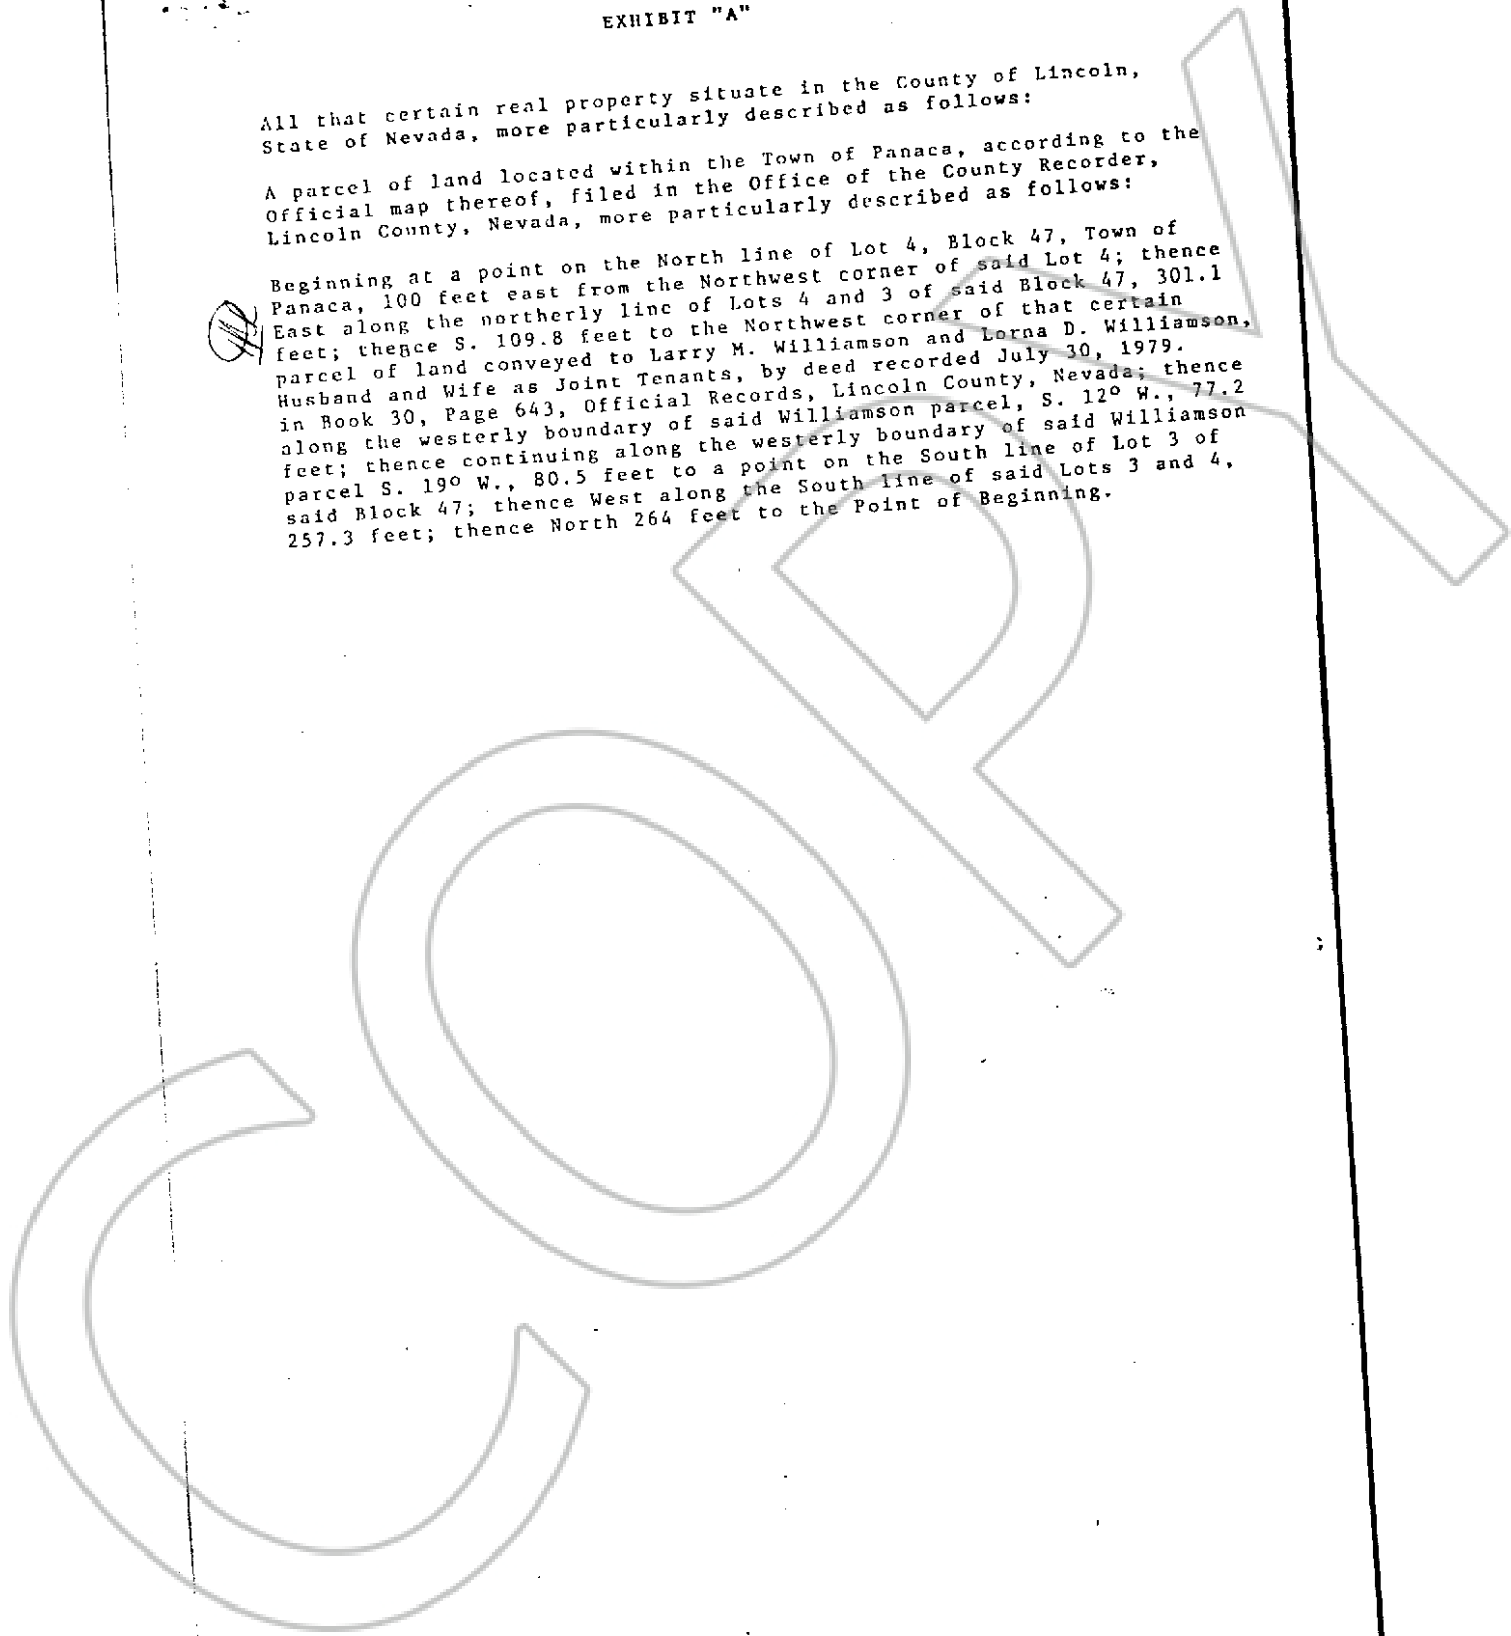 EXHIBIT "A"
All that certain real property situate in the County of Lincoln,
State of Nevada, more particularly described as follows:
A parcel of land located within the Town of Panaca, according to the
Official map thereof, filed in the Office of the County Recorder,
Lincoln County, Nevada, more particularly described as follows:
Beginning at a point on the North line of Lot 4, Block 47, Town of
Panaca, 100 feet east from the Northwest corner of said Lot 4; thence
East along the northerly line of Lots 4 and 3 of said Block 47, 301.1
feet; thence S. 109.8 feet to the Northwest corner of that certain
parcel of land conveyed to Larry M. Williamson and Lorna D. Williamson,
Husband and Wife as Joint Tenants, by deed recorded July 30, 1979.
in Book 30, Page 643, Official Records, Lincoln County, Nevada; thence
along the westerly boundary of said Williamson parcel, S. 12º W., 77.2
feet; thence continuing along the westerly boundary of said Williamson
parcel S. 19º W., 80.5 feet to a point on the South line of Lot 3 of
said Block 47; thence West along the South line of said Lots 3 and 4,
257.3 feet; thence North 264 feet to the Point of Beginning.
COPY